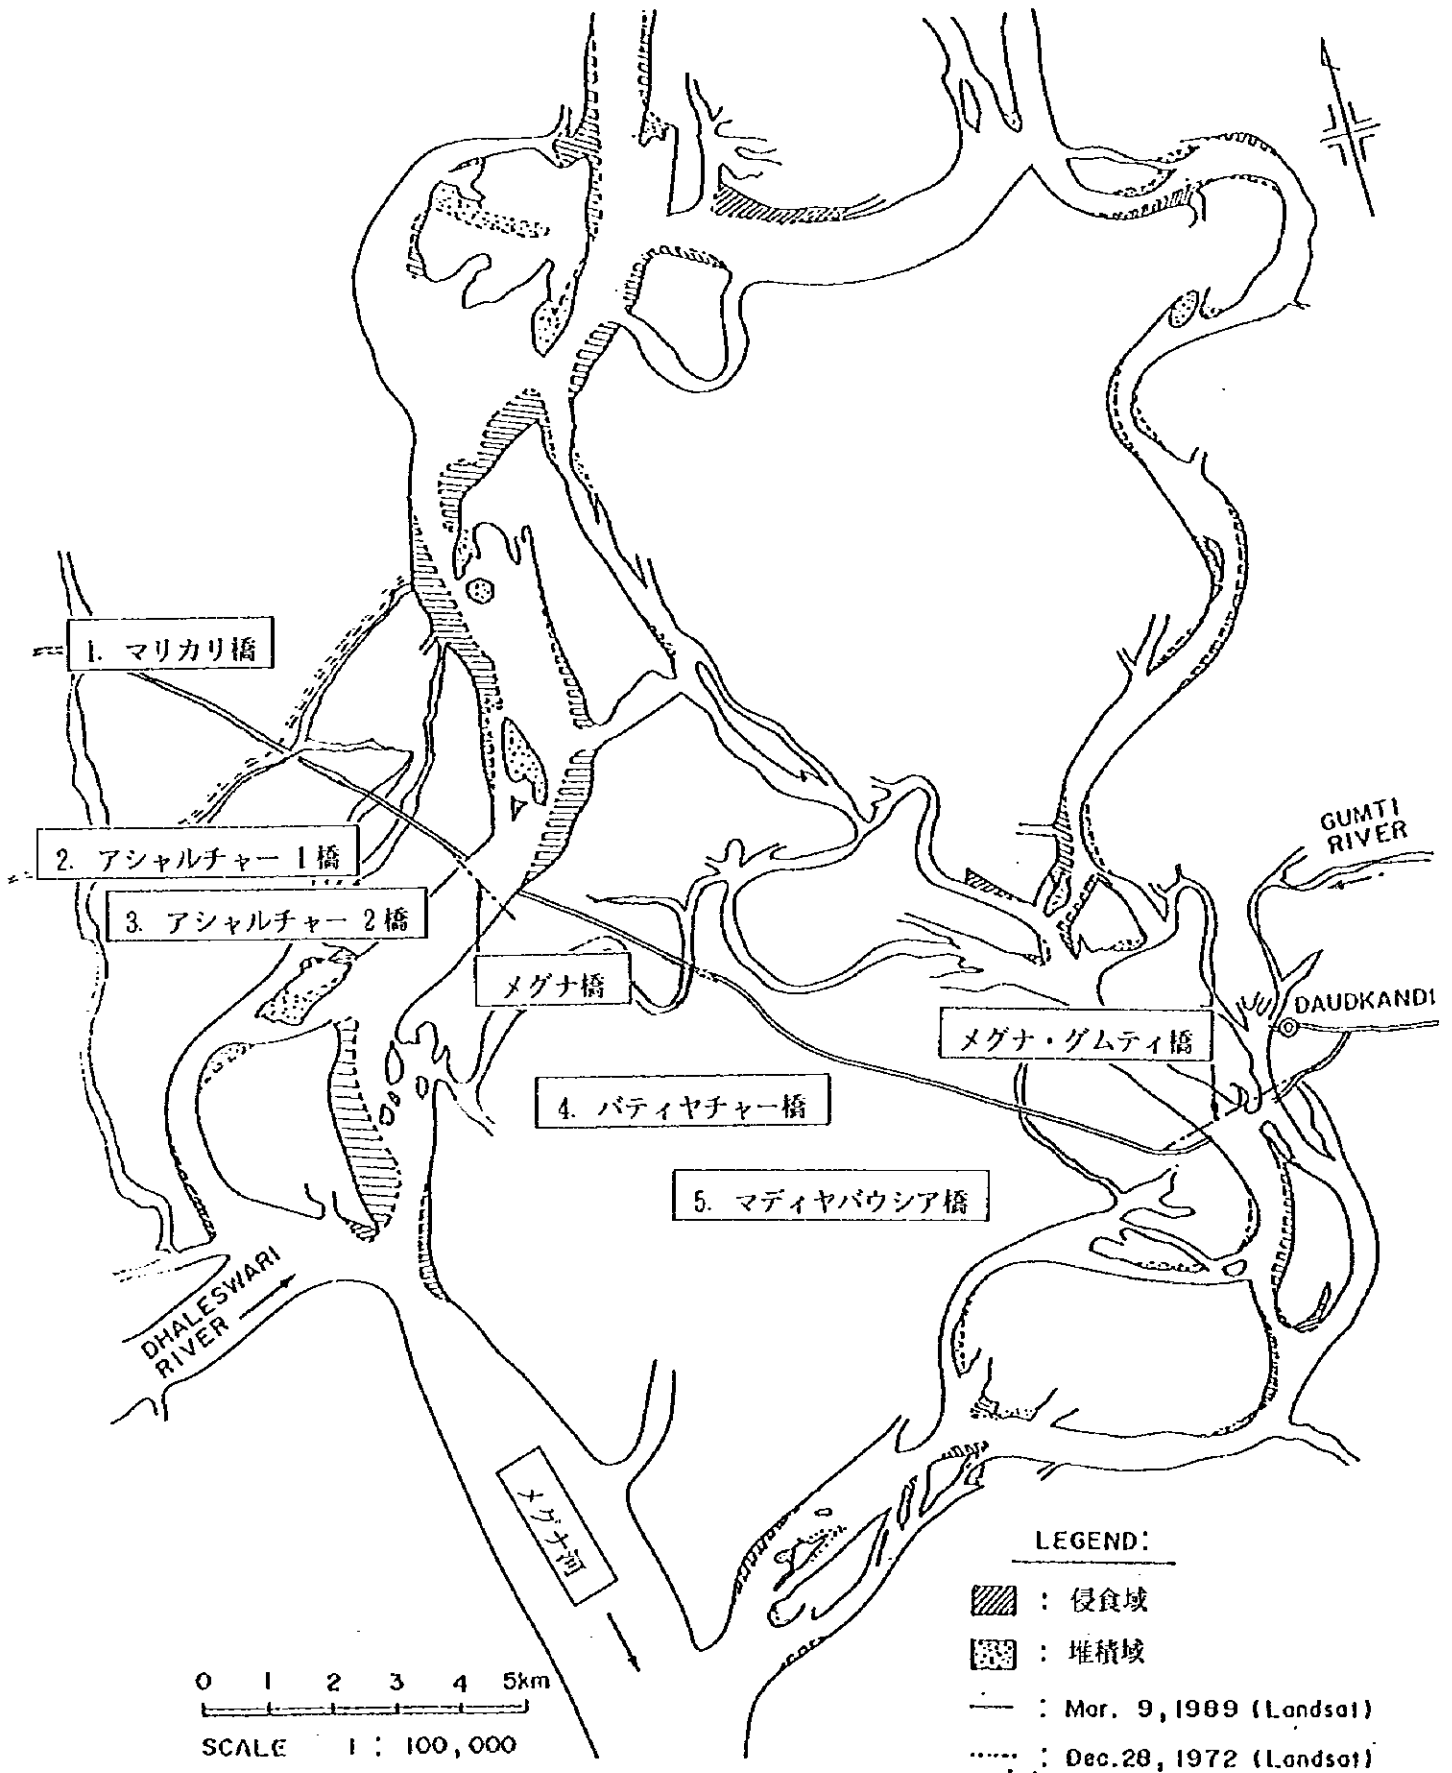 1. マリカリ橋
2. アシャルチャー 1橋
3. アシャルチャー 2橋
メグナ橋
GUMTI
RIVER
DAUDKANDI
メグナ・グムティ橋
4. バティヤチャー橋
5. マディヤバウシア橋
DHALESWARI
RIVER
メグナ河
LEGEND:
: 侵食域
: 堆積域
: Mar. 9, 1989 (Landsat)
: Dec. 28, 1972 (Landsat)
0 1 2 3 4 5km
SCALE 1 : 100,000